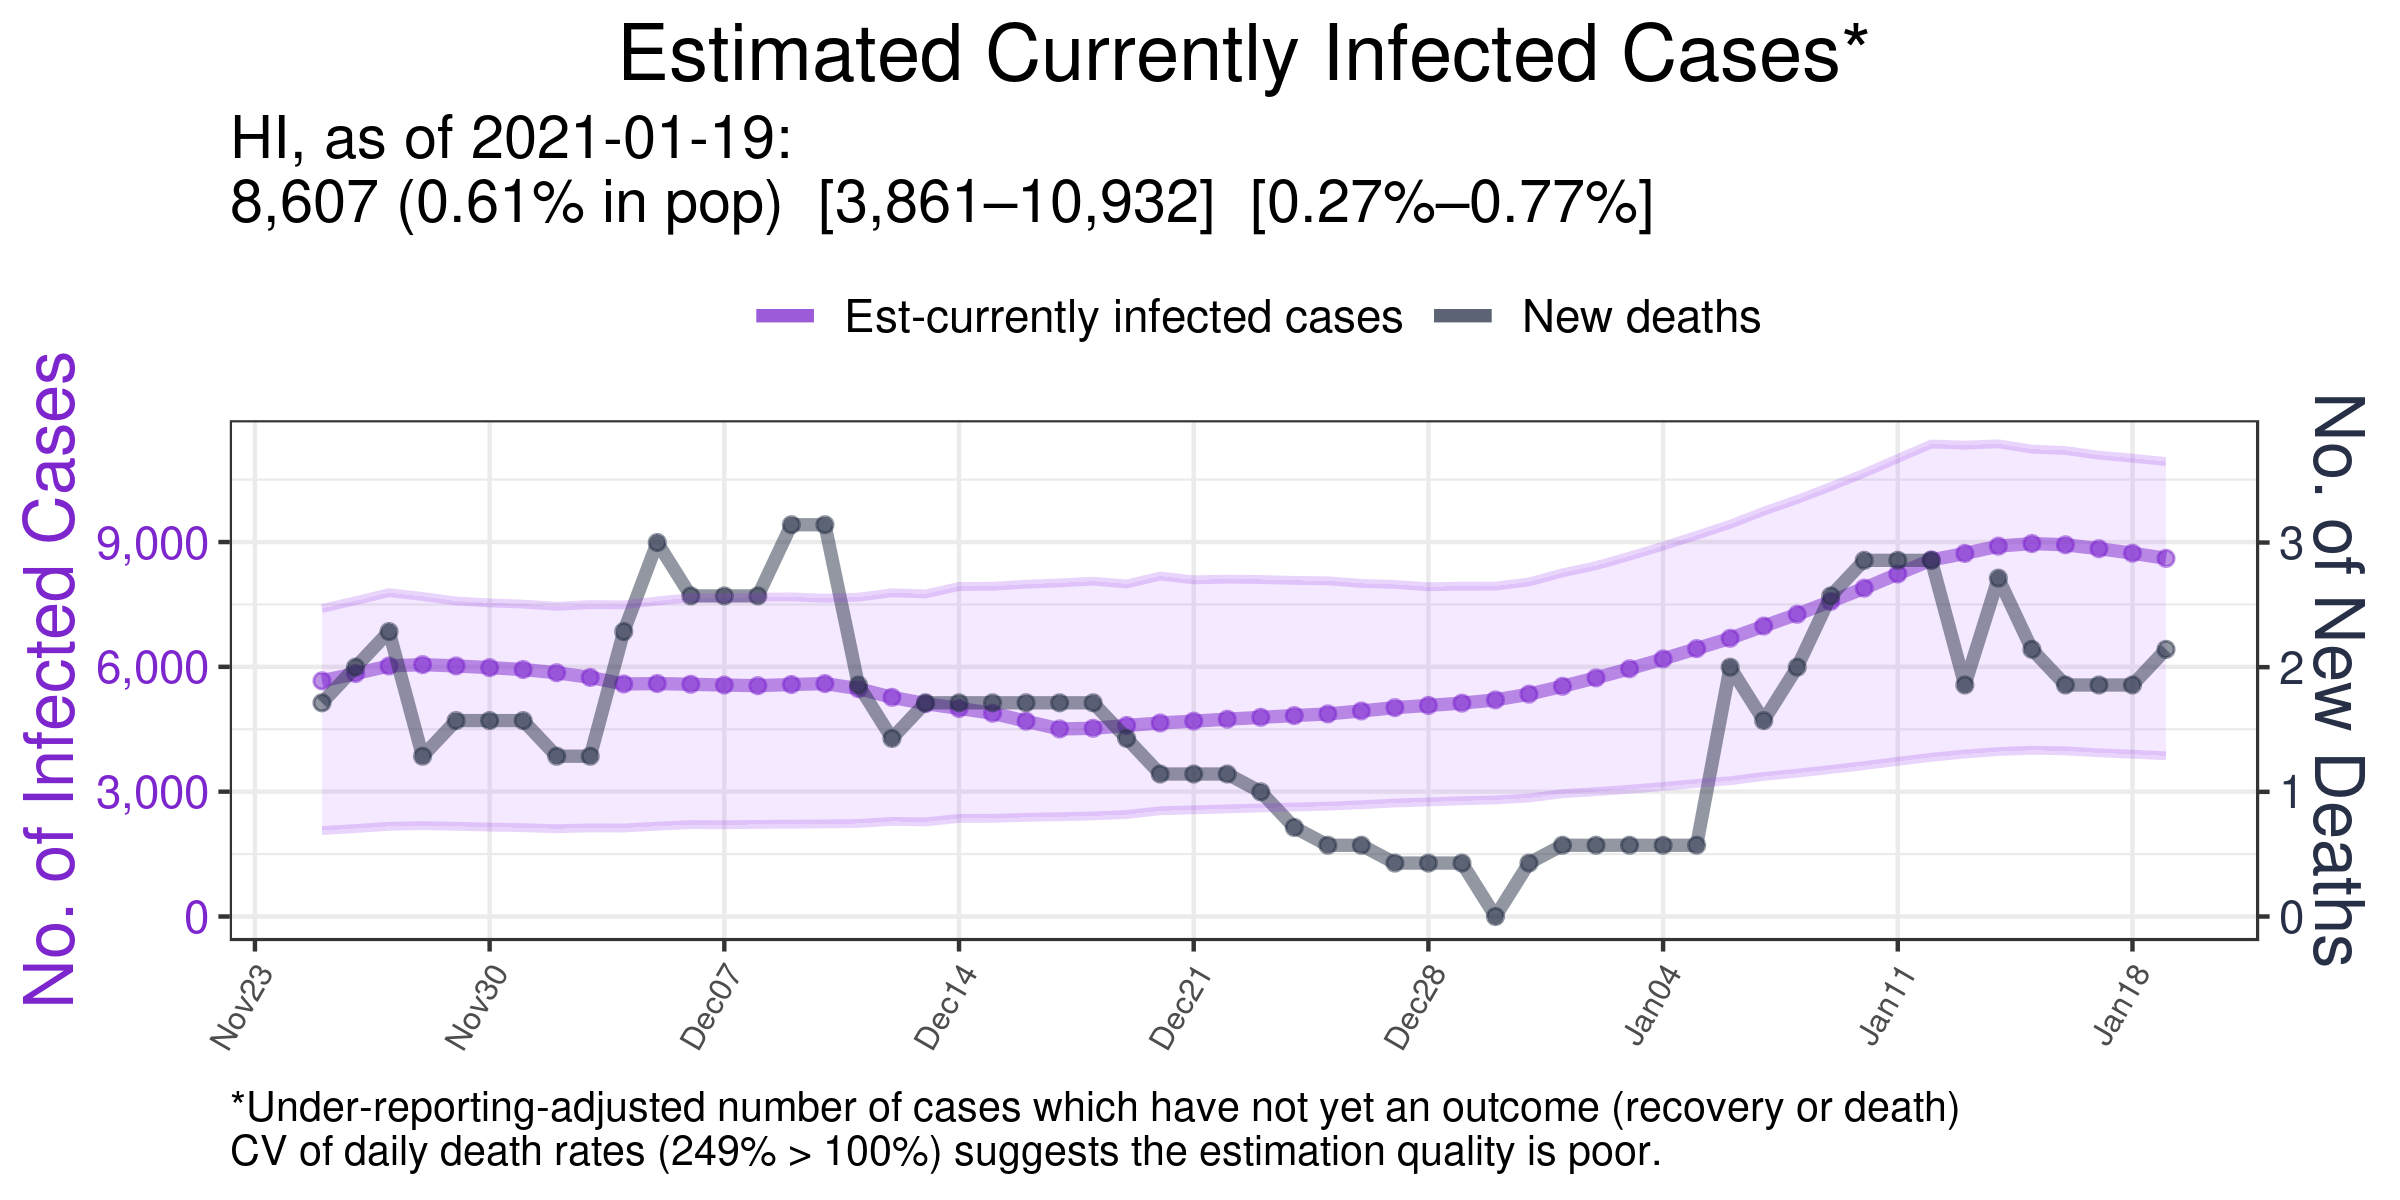 Estimated Currently Infected Cases*
HI, as of 2021-01-19:
8,607 (0.61% in pop)  [3,861–10,932]  [0.27%–0.77%]
Est-currently infected cases
New deaths
No. of Infected Cases
9,000
6,000
3,000
0
No. of New Deaths
3
2
1
0
Nov23
Nov30
Dec07
Dec14
Dec21
Dec28
Jan04
Jan11
Jan18
*Under-reporting-adjusted number of cases which have not yet an outcome (recovery or death)
CV of daily death rates (249% > 100%) suggests the estimation quality is poor.